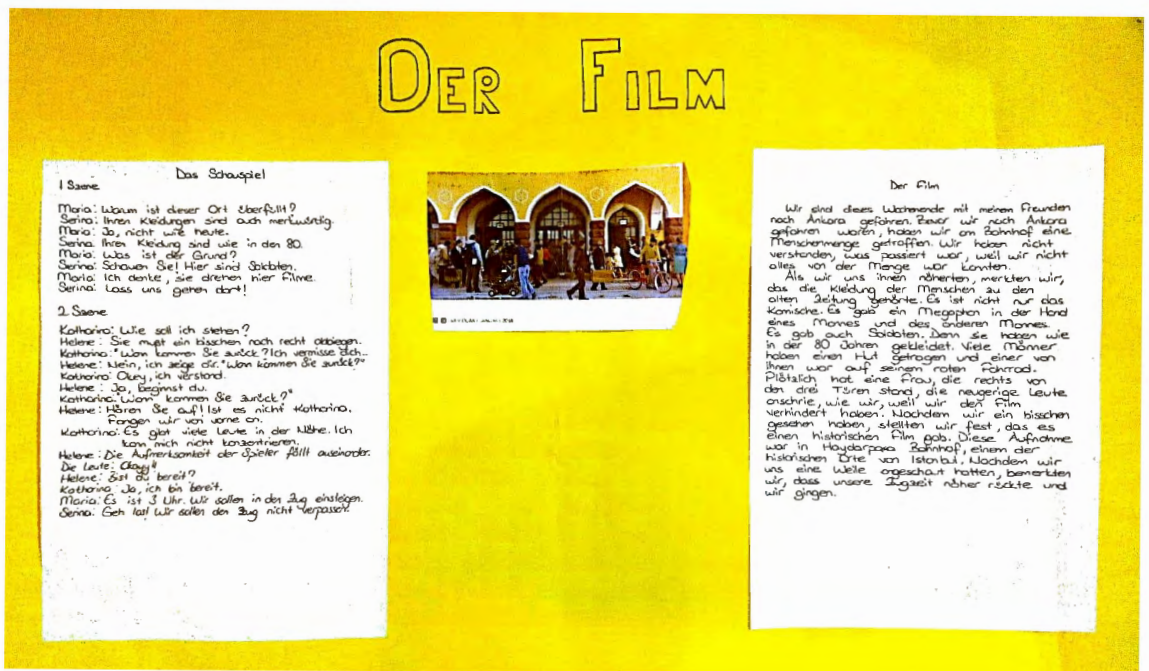 DER FILM
Das Schauspiel
1 Szene
Maria: Warum ist dieser Ort überfüllt?
Serina: Ihren Kleidungen sind auch merkwürdig.
Maria: Ja, nicht wie heute.
Serina: Ihren Kleidung sind wie in den 80.
Maria: Was ist der Grund?
Serina: Schauen Sie! Hier sind Soldaten.
Maria: Ich denke, sie drehen hier Filme.
Serina: Lass uns gehen dort!
2. Szene
Katharina: Wie soll ich stehen?
Helene: Sie mußt ein bisschen nach recht abbiegen.
Katharina: "Wann kommen Sie zurück? Ich vermisse dich...
Helene: Nein, ich zeige dir. "Wann kommen Sie zurück?"
Katharina: Okey, ich verstand.
Helene: Ja, beginnst du.
Katharina: "Wann kommen Sie zurück?"
Helene: Hören Sie auf! Ist es nicht Katharina.
Fangen wir von vorne an.
Katharina: Es gibt viele Leute in der Nähe. Ich
kann mich nicht konzentrieren.
Helene: Die Aufmerksamkeit der Spieler fällt auseinander.
Die Leute: Okayy!
Helene: Bist du bereit?
Katharina: Ja, ich bin bereit.
Maria: Es ist 3 Uhr. Wir sollen in den Zug einsteigen.
Serina: Geh los! Wir sollen den Zug nicht verpassen.
Der Film
Wir sind dieses Wochenende mit meinem Freunden
nach Ankara gefahren. Bevor wir nach Ankara
gefahren waren, haben wir am Bahnhof eine
Menschenmenge getroffen. Wir haben nicht
verstanden, was passiert war, weil wir nicht
alles von der Menge war konnten.
Als wir uns ihnen näherten, merkten wir,
das die Kleidung der Menschen zu den
alten Zeitung gehörte. Es ist nicht nur das
Komische. Es gab ein Megaphon in der Hand
eines Mannes und des anderen Mannes.
Es gab auch Soldaten. Denn sie haben wie
in der 80 Jahren gekleidet. Viele Männer
haben einen Hut getragen und einer von
ihnen war auf seinem roten Fahrrad.
Plötzlich hat eine Frau, die rechts von
den drei Türen stand, die neugerige Leute
anschrie, wie wir, weil wir den Film
verhindert haben. Nachdem wir ein bisschen
gesehen haben, stellten wir fest, das es
einen historischen Film gab. Diese Aufnahme
war in Haydarpaşa Bahnhof, einem der
historischen Orte von Istanbul. Nachdem wir
uns eine Weile angeschaut hatten, bemerkten
wir, dass unsere Zugzeit näher rückte und
wir gingen.